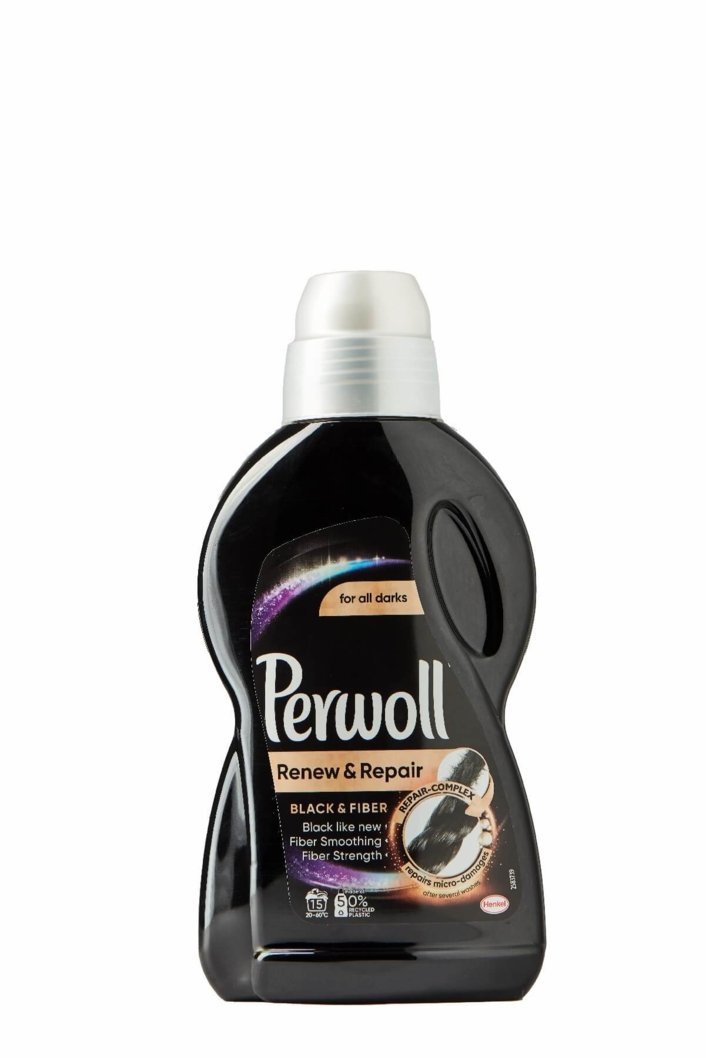 for all darks
Perwoll
Renew & Repair
BLACK & FIBER
Black like new
Fiber Smoothing
Fiber Strength
REPAIR-COMPLEX
repairs micro-damages
after several washes
15
20-60°C
50%
RECYCLED
PLASTIC
Henkel